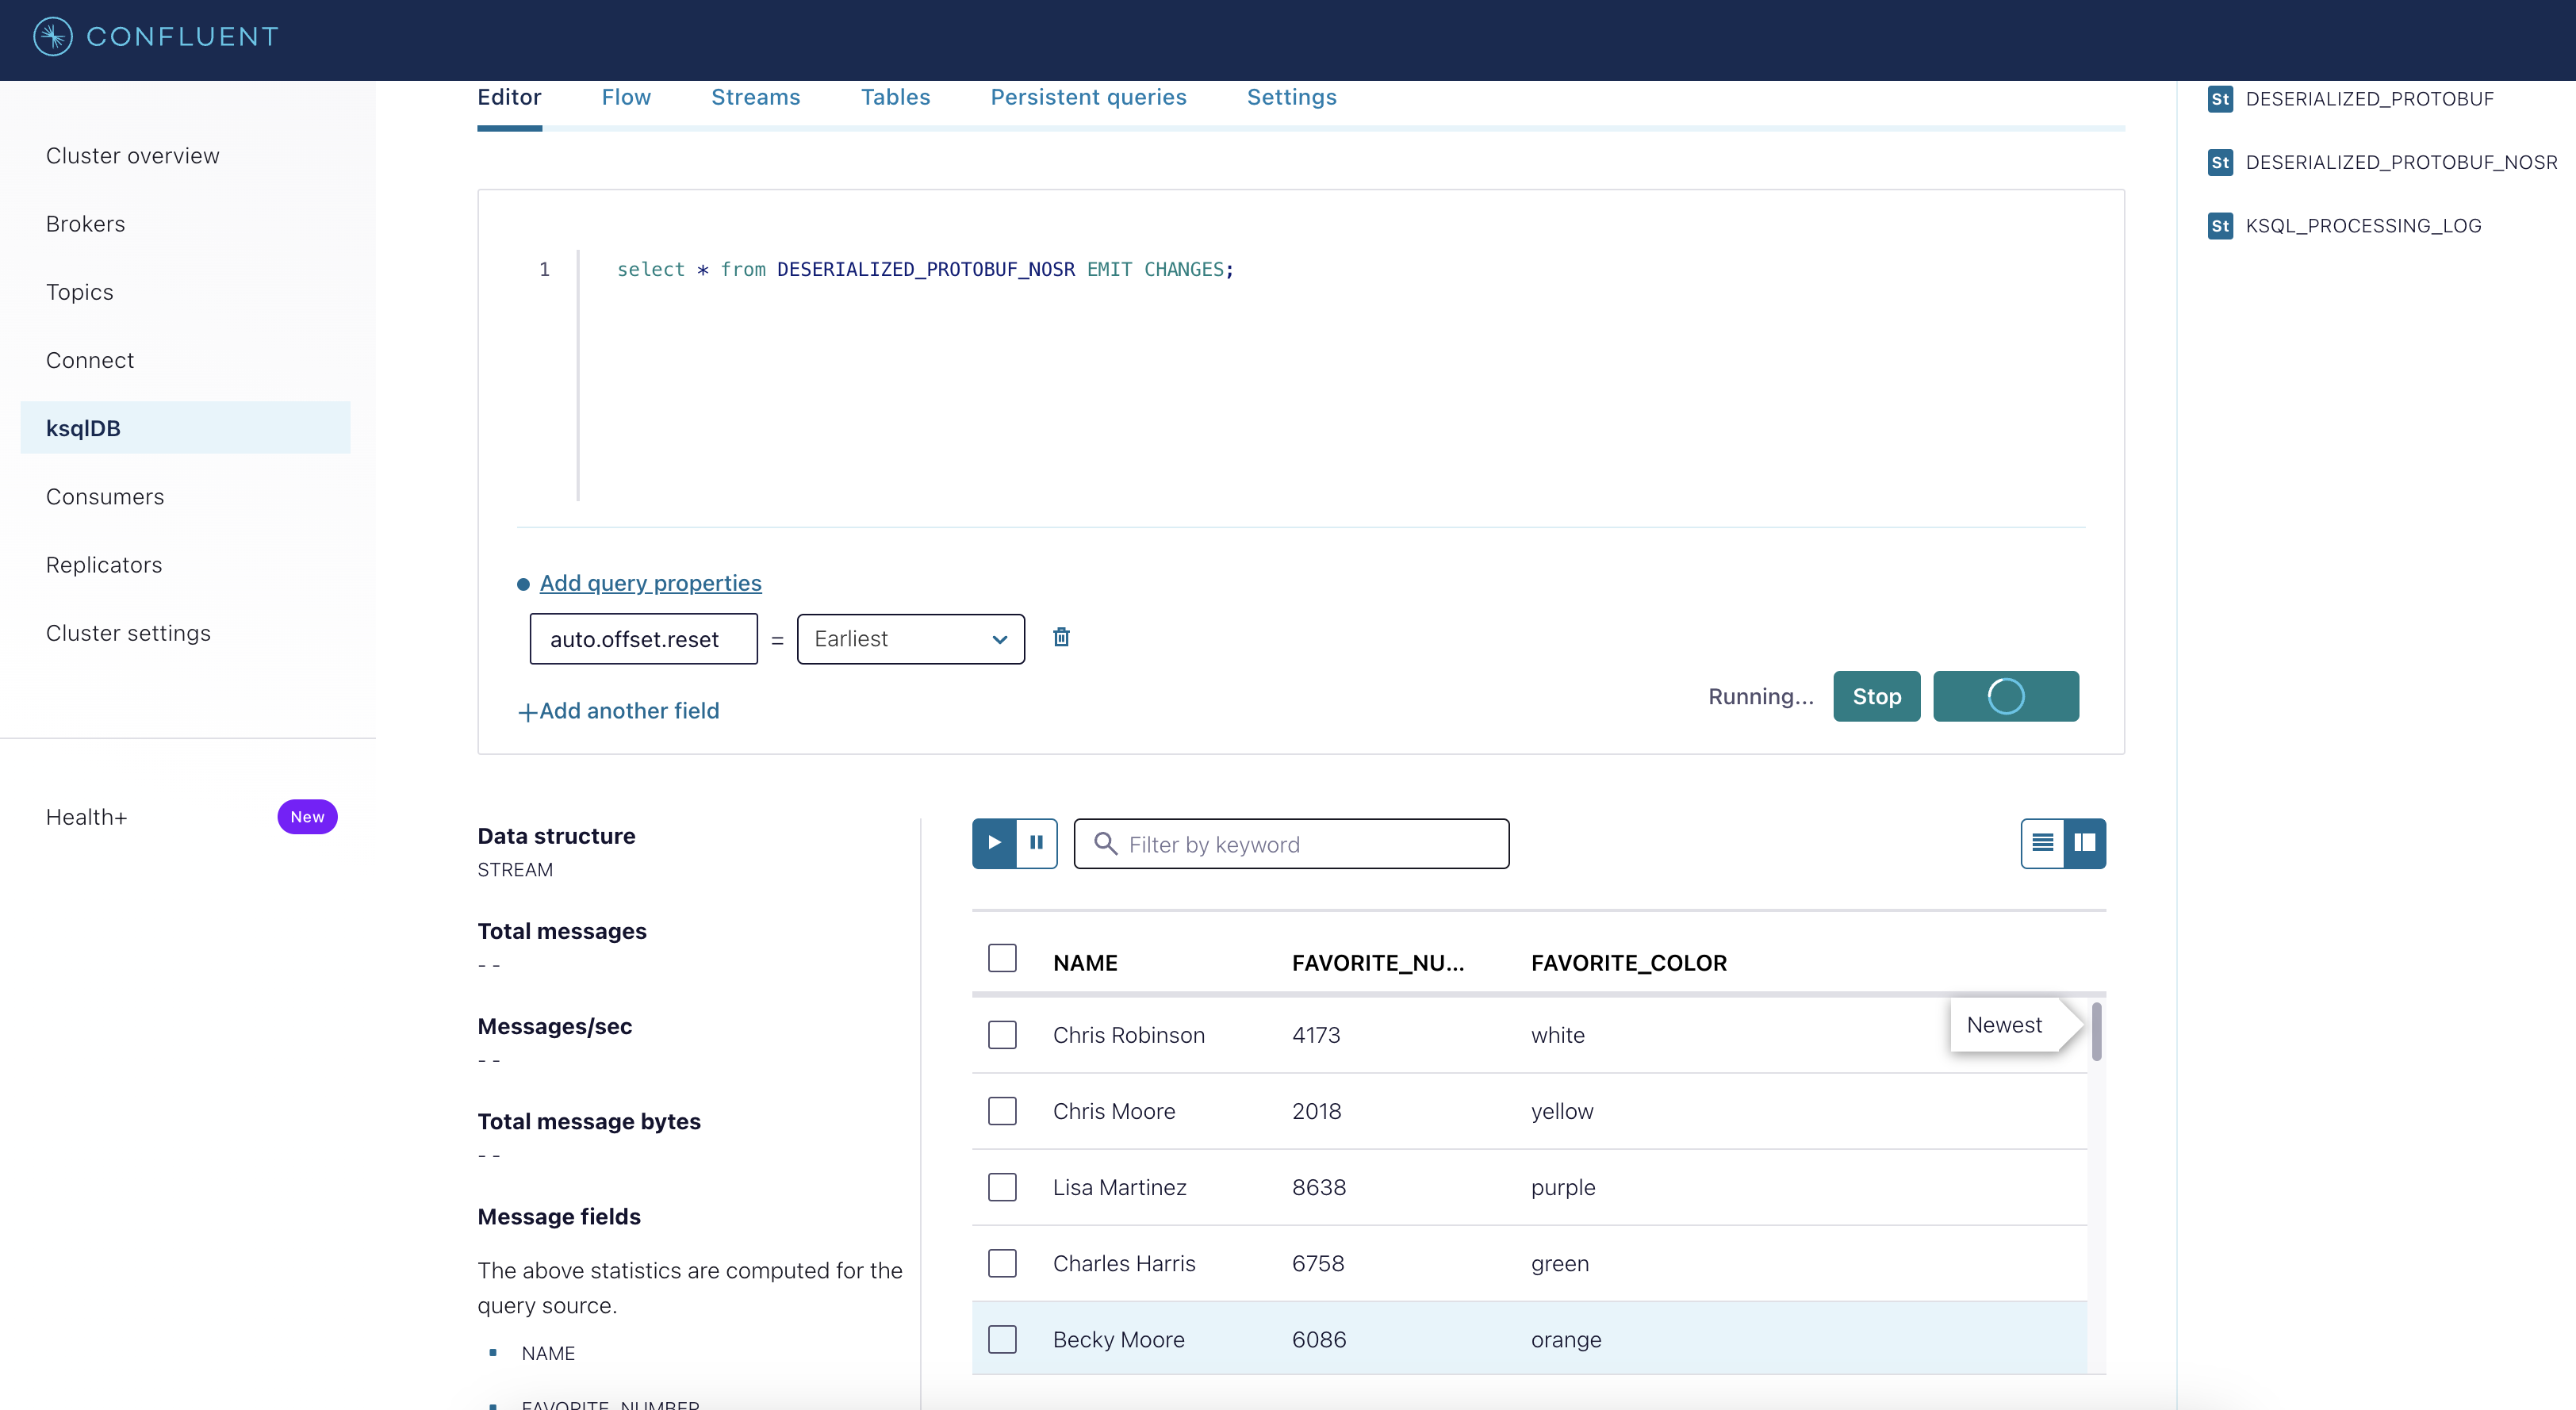 CONFLUENT
Cluster overview
Brokers
Topics
Connect
ksqlDB
Consumers
Replicators
Cluster settings
Health+ New
Editor Flow Streams Tables Persistent queries Settings
1 select * from DESERIALIZED_PROTOBUF_NOSR EMIT CHANGES;
Add query properties
auto.offset.reset = Earliest
+Add another field
Running... Stop
Data structure
STREAM
Total messages
- -
Messages/sec
- -
Total message bytes
- -
Message fields
The above statistics are computed for the
query source.
NAME
FAVORITE_NUMBER
Filter by keyword
NAME FAVORITE_NU... FAVORITE_COLOR
Chris Robinson 4173 white
Newest
Chris Moore 2018 yellow
Lisa Martinez 8638 purple
Charles Harris 6758 green
Becky Moore 6086 orange
St DESERIALIZED_PROTOBUF
St DESERIALIZED_PROTOBUF_NOSR
St KSQL_PROCESSING_LOG